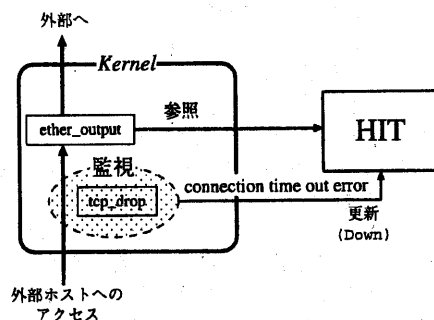 外部へ
Kernel
ether_output
参照
HIT
監視
tcp_drop
connection time out error
更新
(Down)
外部ホストへの
アクセス